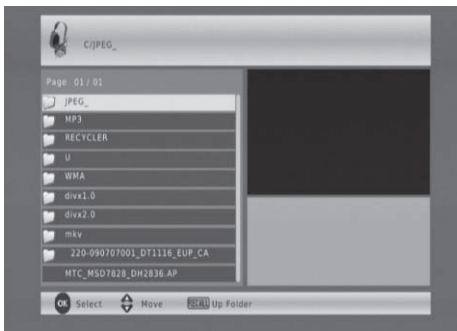 C/JPEG_
Page 01/01
JPEG_
MP3
RECYCLER
U
WMA
divx1.0
divx2.0
mkv
220-090707001_DT1116_EUP_CA
MTC_MSD7828_DH2836.AP
OK Select Move RECALL Up Folder